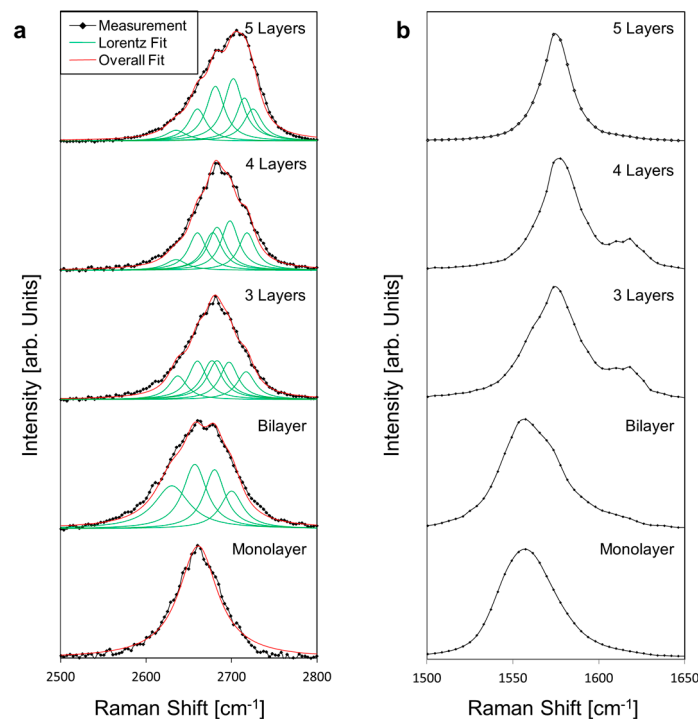 a
Measurement
Lorentz Fit
Overall Fit
5 Layers
4 Layers
3 Layers
Bilayer
Monolayer
Intensity [arb. Units]
2500 2600 2700 2800
Raman Shift [cm⁻¹]
b
5 Layers
4 Layers
3 Layers
Bilayer
Monolayer
Intensity [arb. Units]
1500 1550 1600 1650
Raman Shift [cm⁻¹]